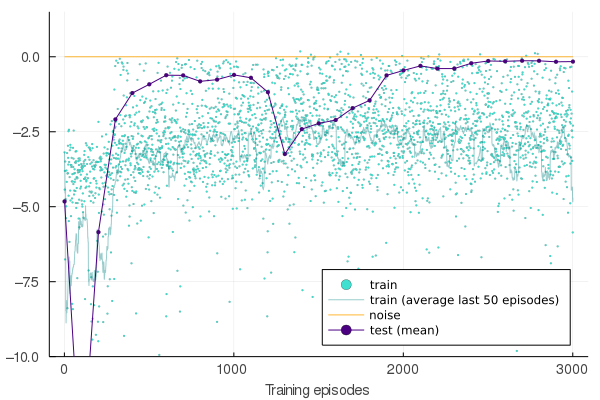 0.0
−2.5
−5.0
−7.5
−10.0
0
1000
2000
3000
Training episodes
train
train (average last 50 episodes)
noise
test (mean)